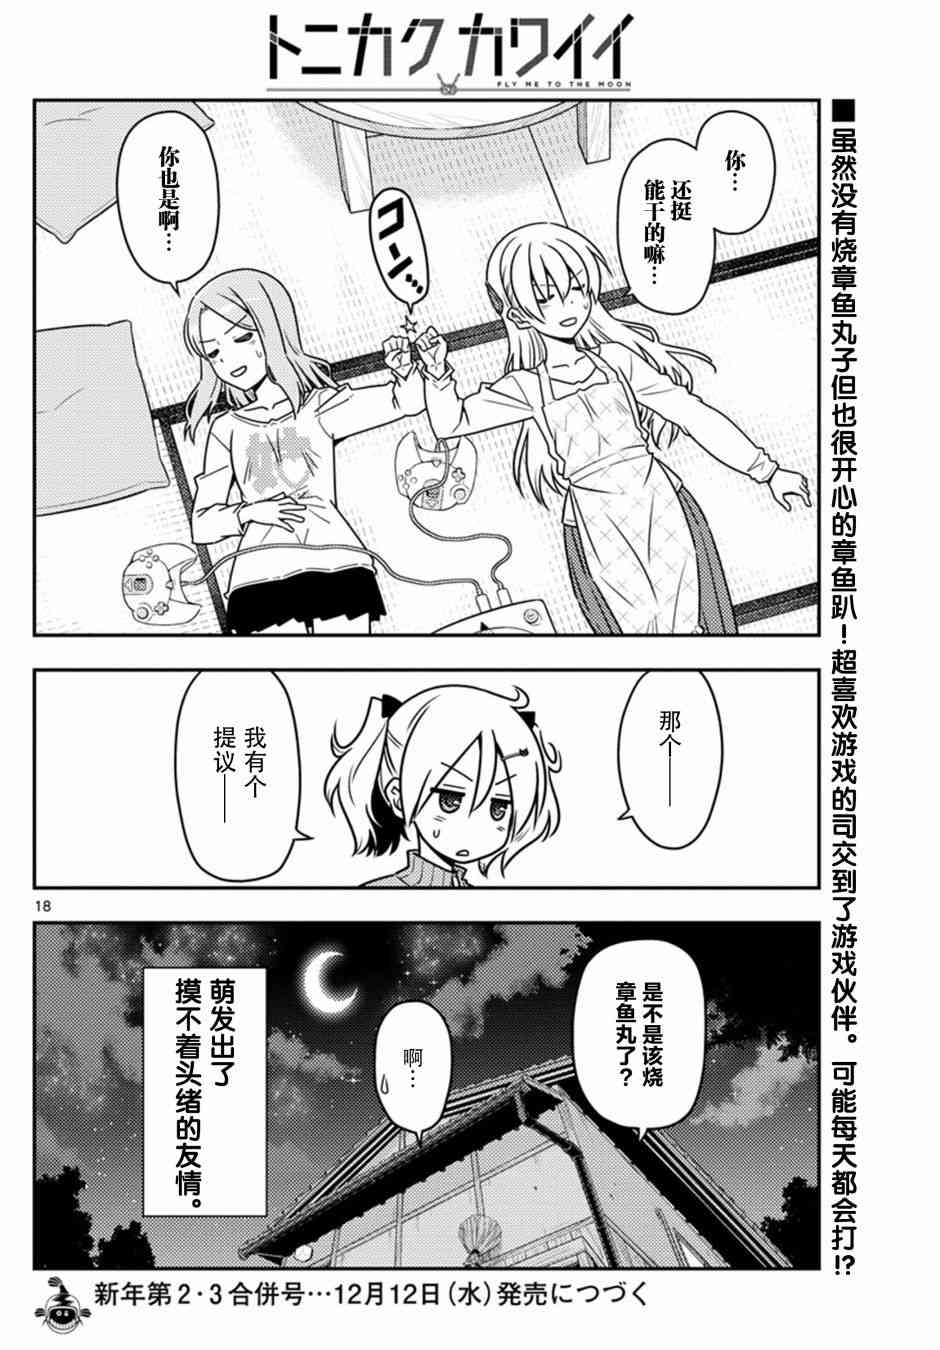 トニカクカワイイ
FLY ME TO THE MOON
■虽然没有烧章鱼丸子但也很开心的章鱼趴！超喜欢游戏的司交到了游戏伙伴。可能每天都会打!?
你…
还挺
能干的嘛…
コーン…
你也是啊…
那个——
我有个
提议——
18
是不是该烧
章鱼丸了？
啊…
萌发出了
摸不着头绪的友情。
新年第2・3合併号…12月12日(水)発売につづく